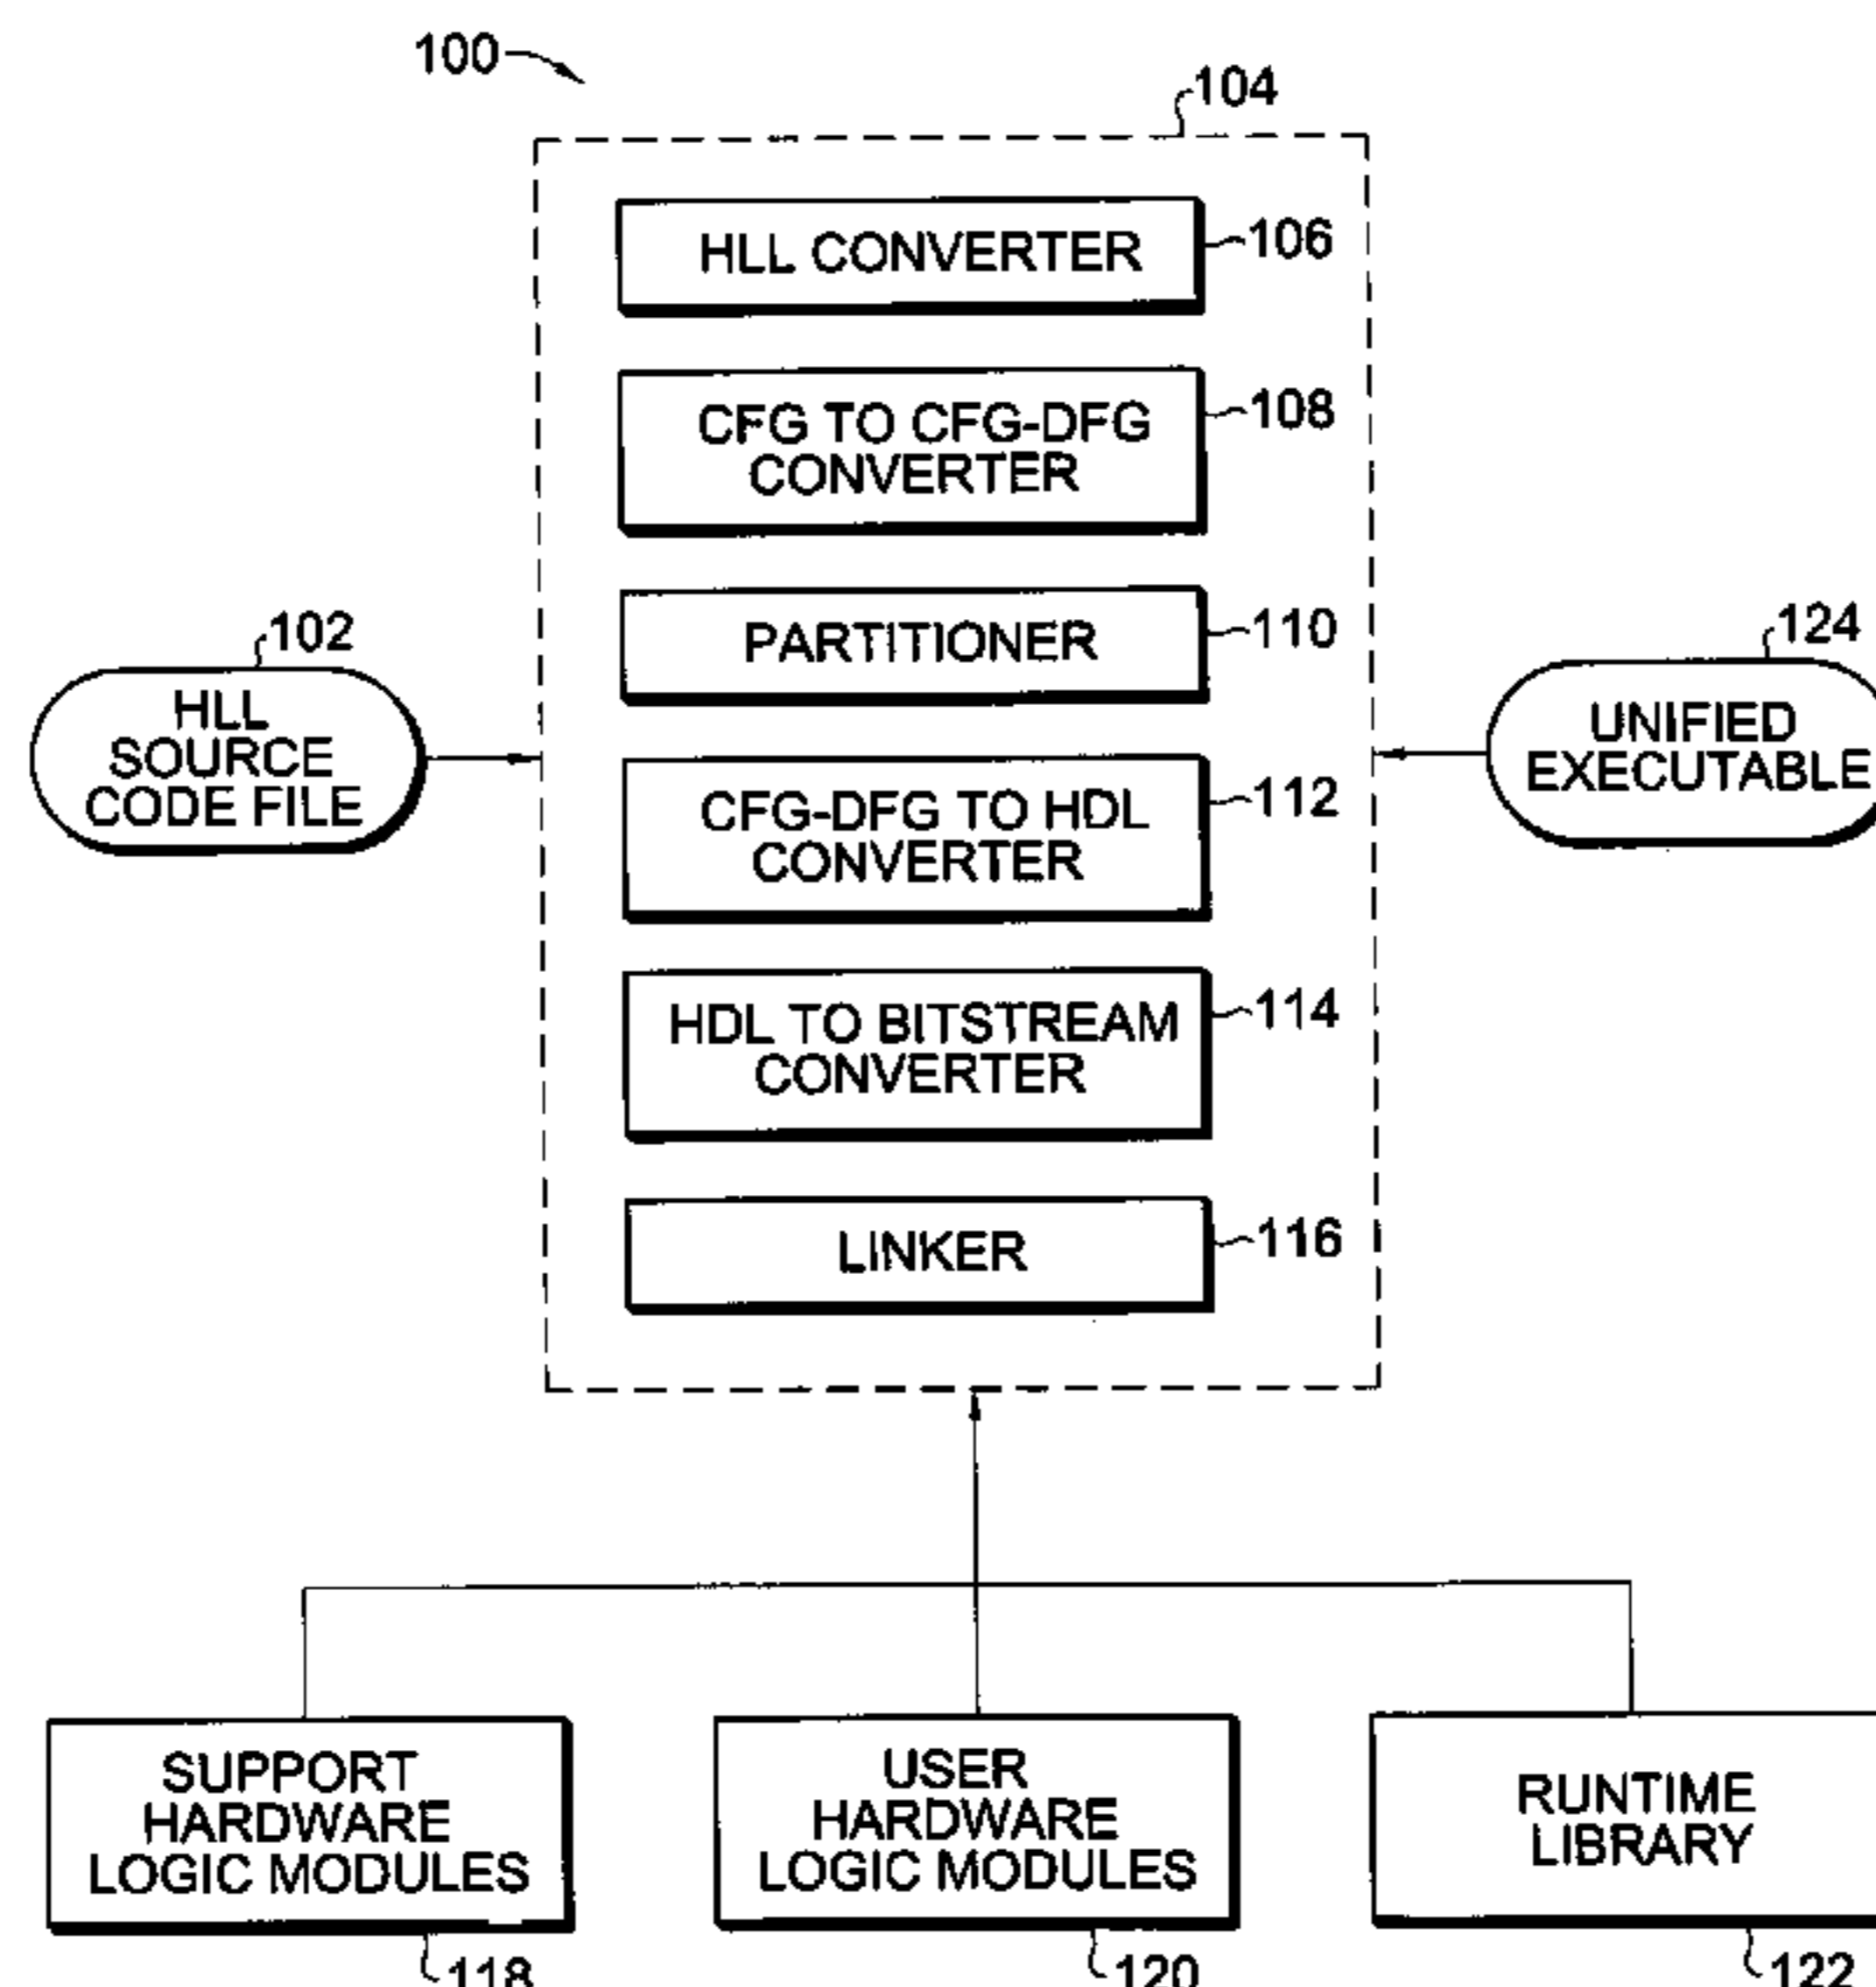 100
104
HLL CONVERTER
106
CFG TO CFG-DFG
CONVERTER
108
PARTITIONER
110
102
HLL
SOURCE
CODE FILE
124
UNIFIED
EXECUTABLE
CFG-DFG TO HDL
CONVERTER
112
HDL TO BITSTREAM
CONVERTER
114
LINKER
116
SUPPORT
HARDWARE
LOGIC MODULES
118
USER
HARDWARE
LOGIC MODULES
120
RUNTIME
LIBRARY
122